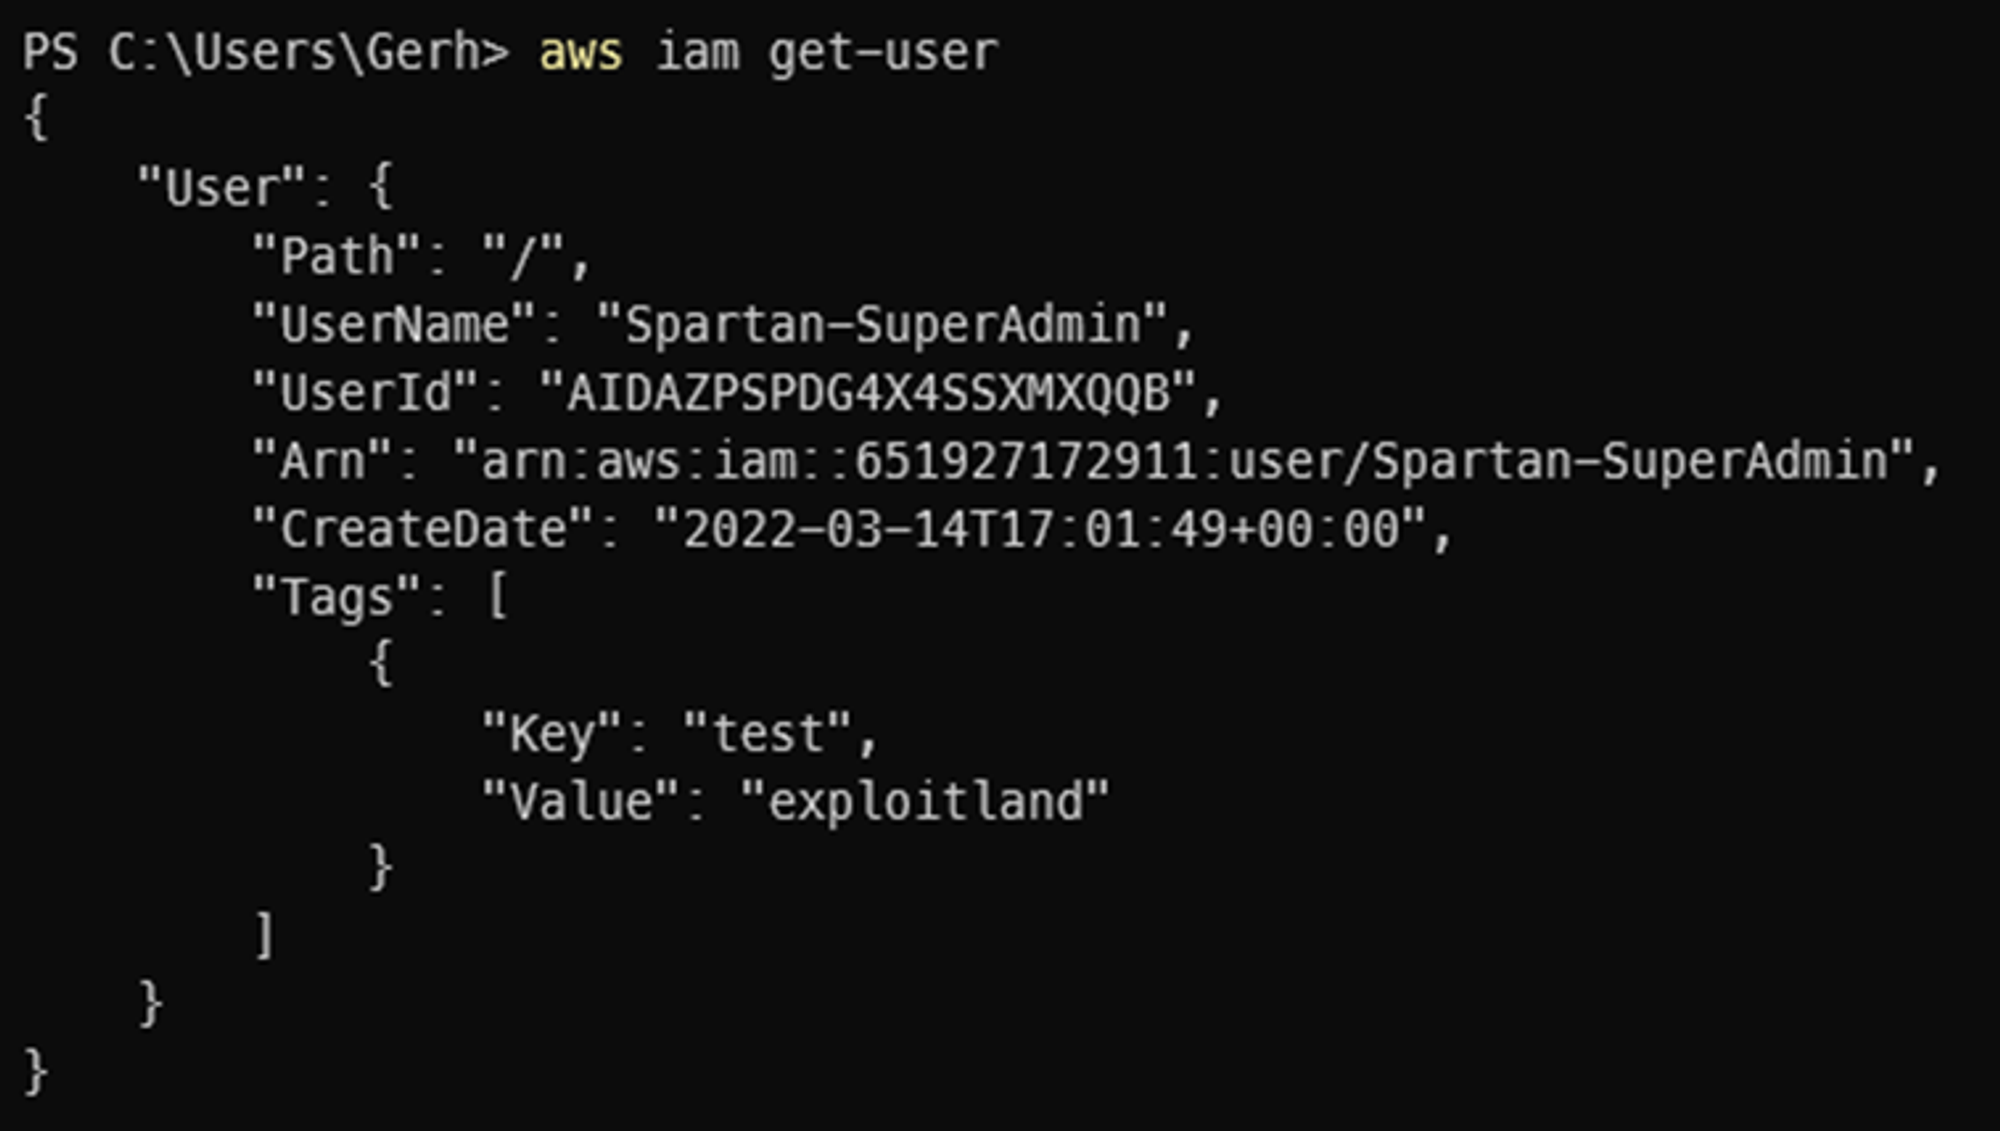 PS C:\Users\Gerh> aws iam get-user
{
    "User": {
        "Path": "/",
        "UserName": "Spartan-SuperAdmin",
        "UserId": "AIDAZPSPDG4X4SSXMXQQB",
        "Arn": "arn:aws:iam::651927172911:user/Spartan-SuperAdmin",
        "CreateDate": "2022-03-14T17:01:49+00:00",
        "Tags": [
            {
                "Key": "test",
                "Value": "exploitland"
            }
        ]
    }
}